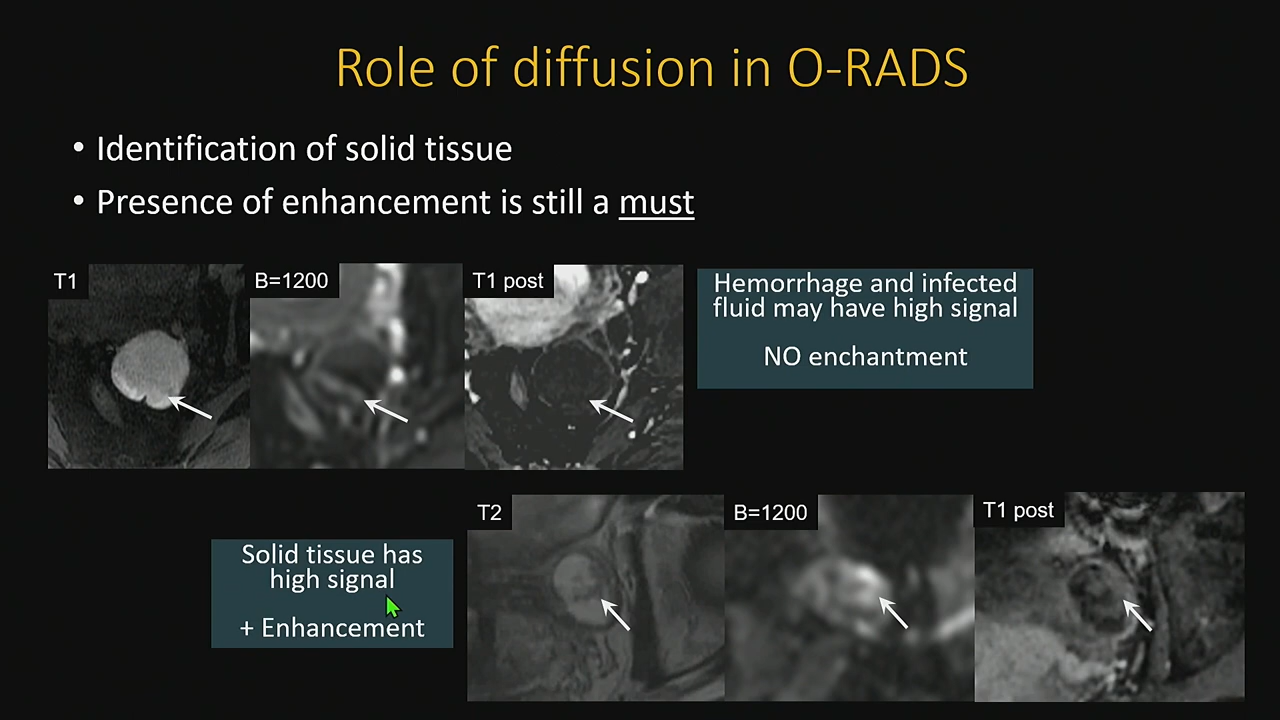 Role of diffusion in O-RADS
• Identification of solid tissue
• Presence of enhancement is still a must
T1
B=1200
T1 post
Hemorrhage and infected
fluid may have high signal
NO enchantment
Solid tissue has
high signal
+ Enhancement
T2
B=1200
T1 post